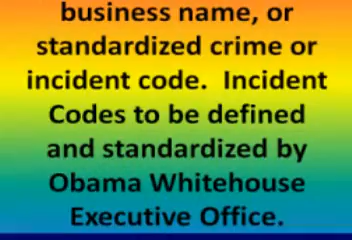 business name, or
standardized crime or
incident code.  Incident
Codes to be defined
and standardized by
Obama Whitehouse
Executive Office.